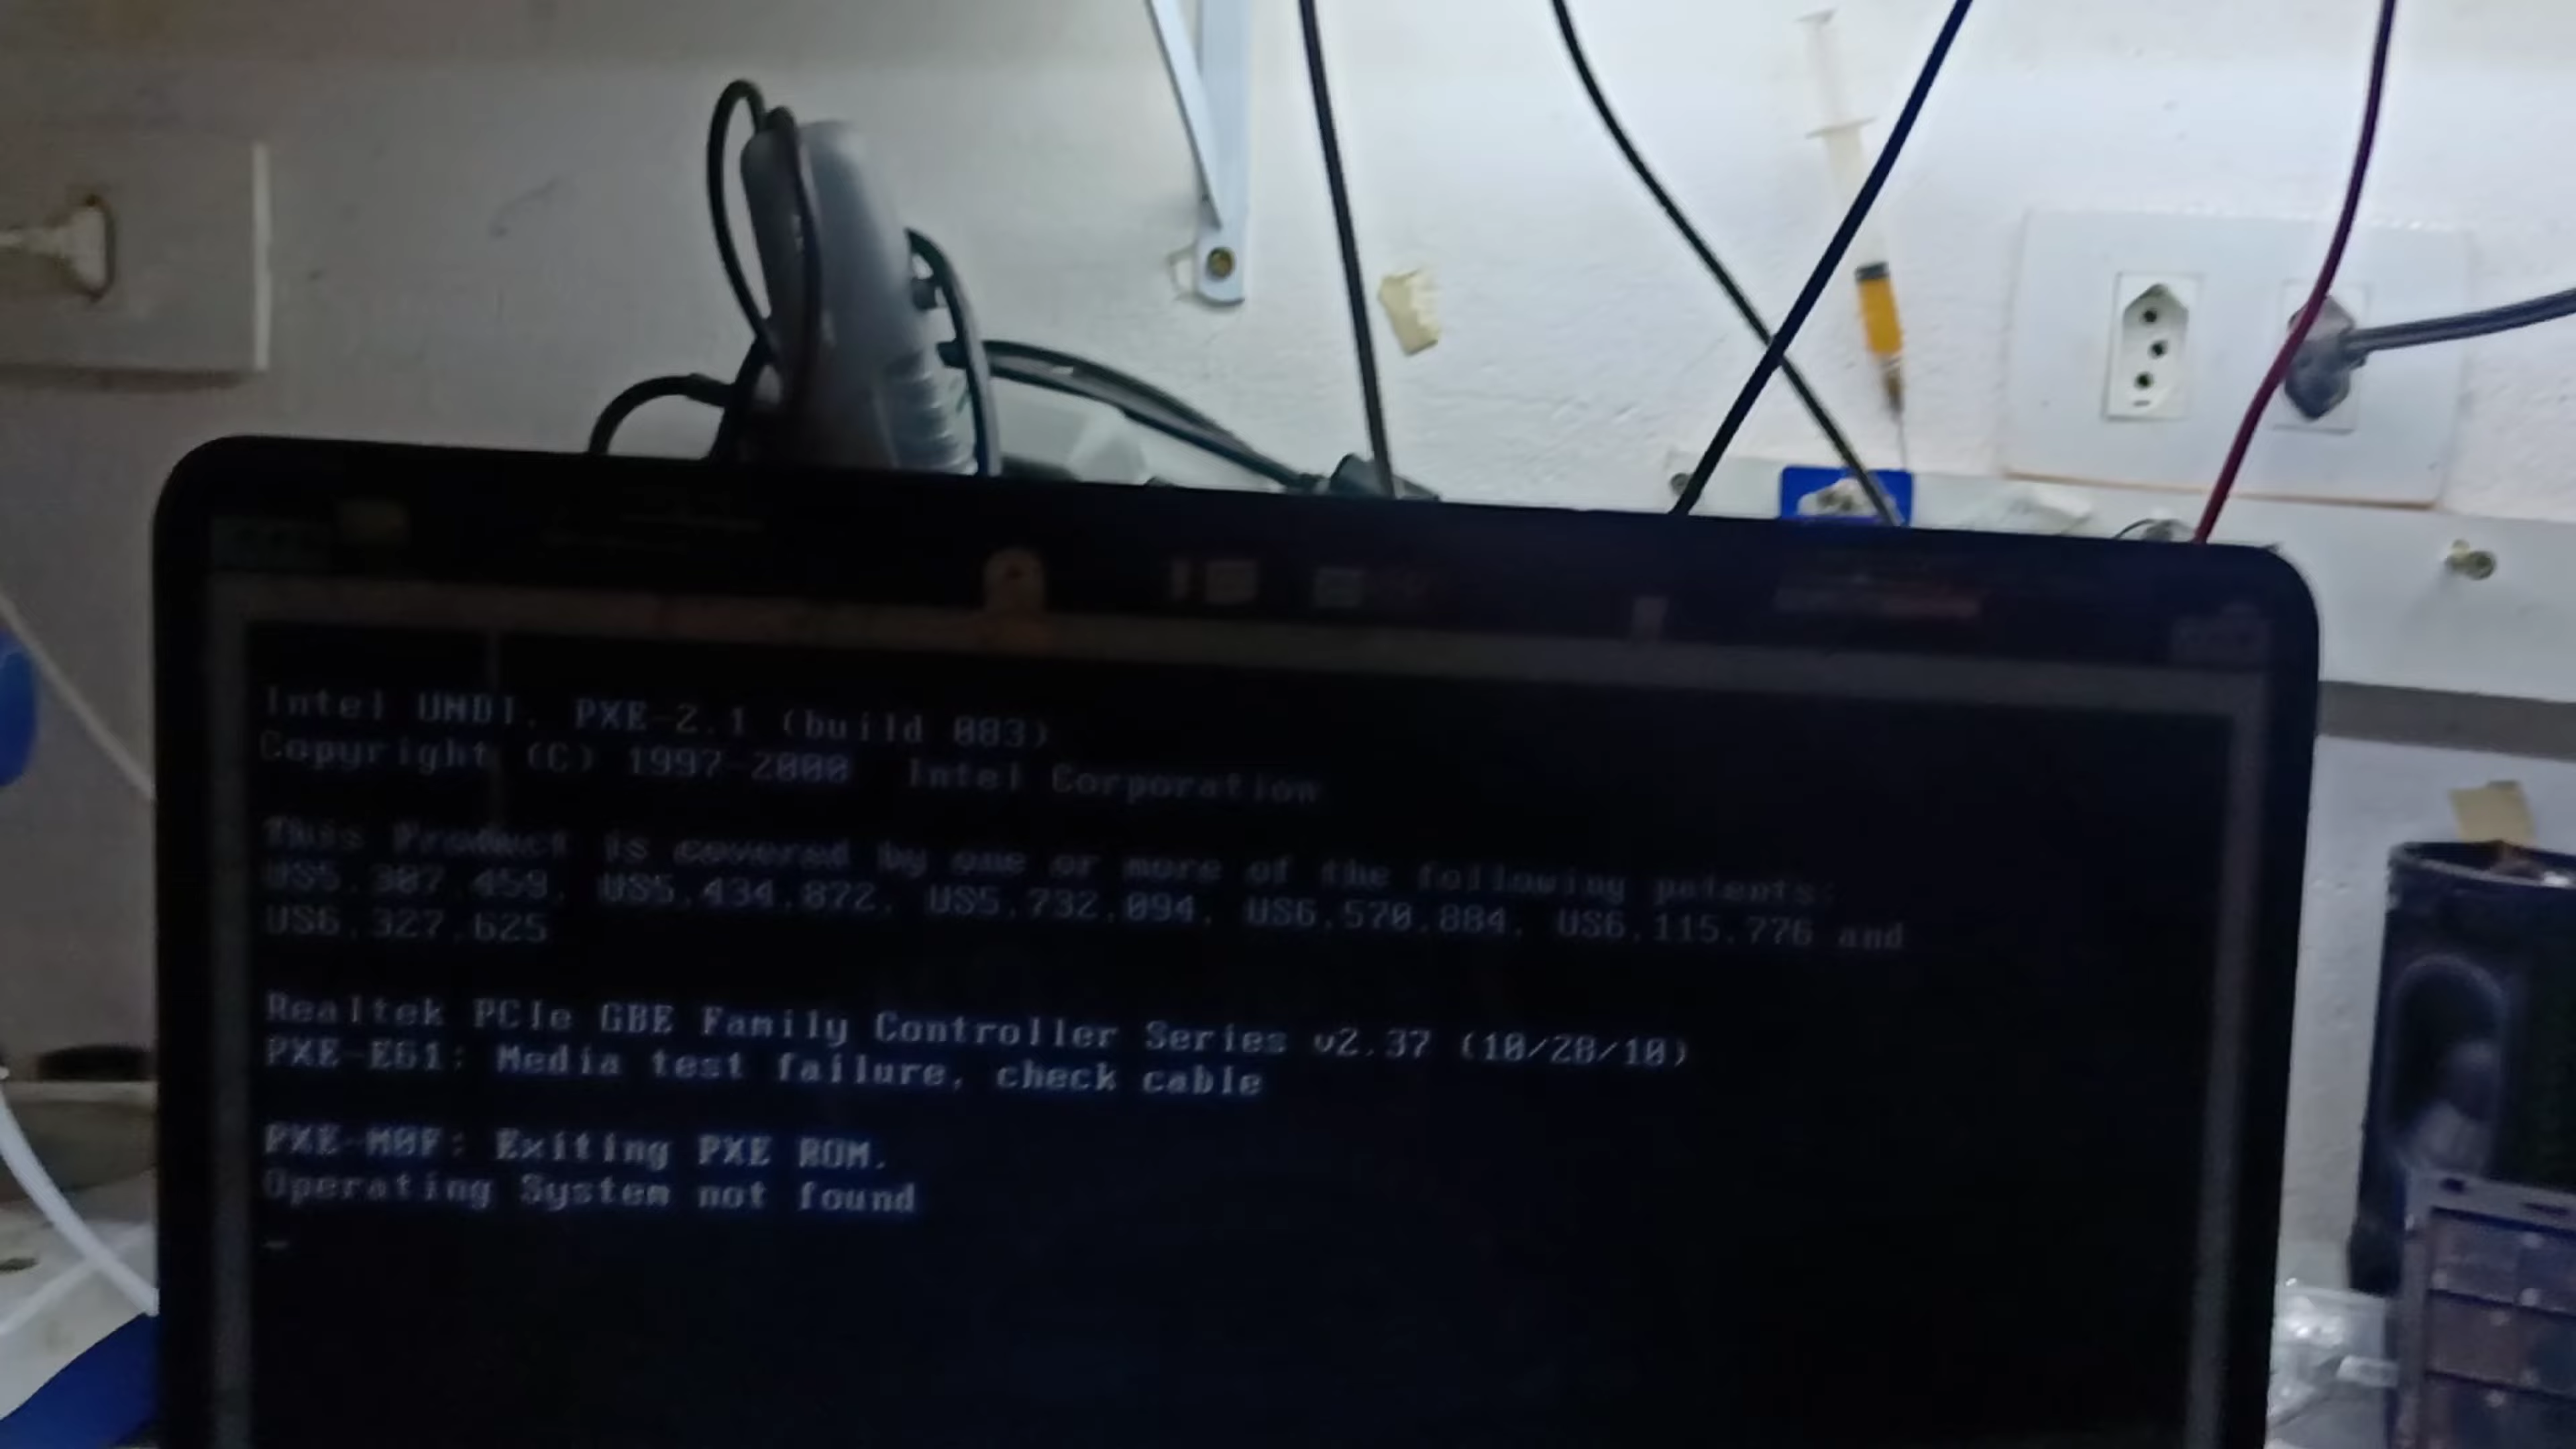 Intel UNDI, PXE-2.1 (build 083)
Copyright (C) 1997-2000 Intel Corporation
This Product is covered by one or more of the following patents:
US5,307,459, US5,434,872, US5,732,094, US6,570,884, US6,115,776 and
US6,327,625
Realtek PCIe GBE Family Controller Series v2.37 (10/28/10)
PXE-E61: Media test failure, check cable
PXE-M0F: Exiting PXE ROM.
Operating System not found